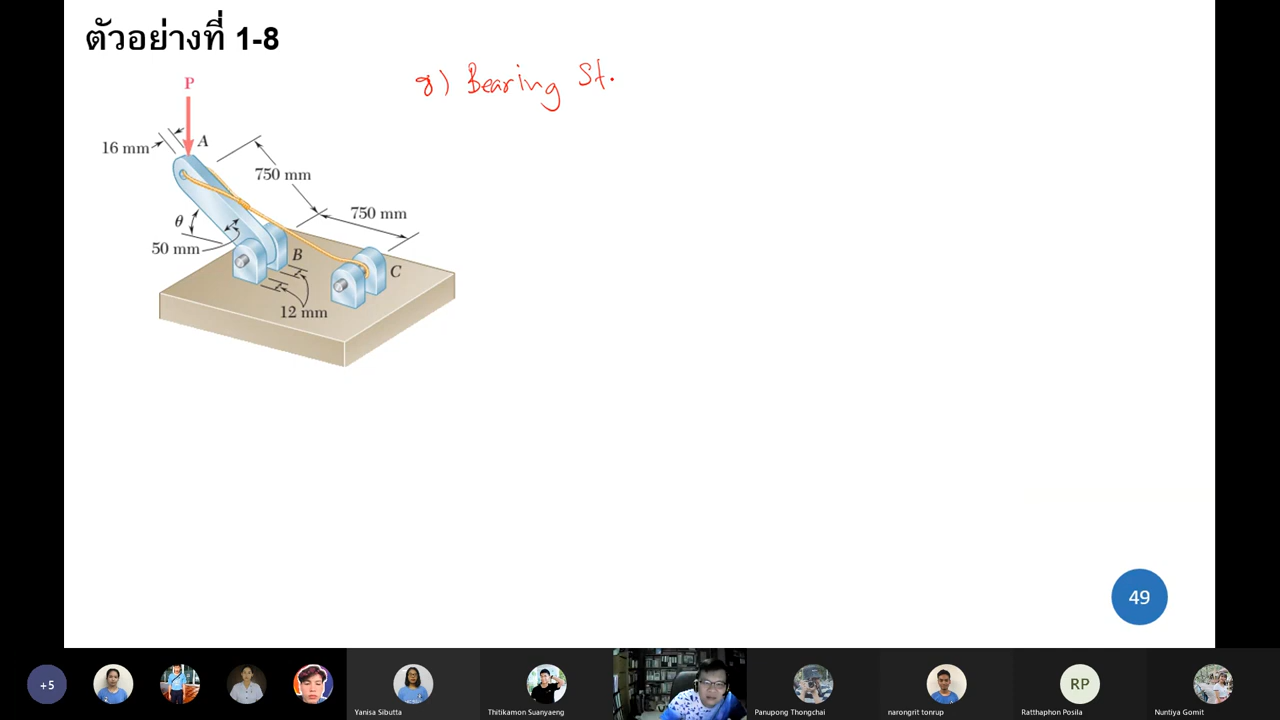 ตัวอย่างที่ 1-8
P
Bearing St.
16 mm
A
750 mm
750 mm
θ
50 mm
B
C
12 mm
49
+5
RP
Yanisa Sibutta
Thitikamon Suanyaeng
Panupong Thongchai
narongrit tonrup
Ratthaphon Posila
Nuntiya Gomit